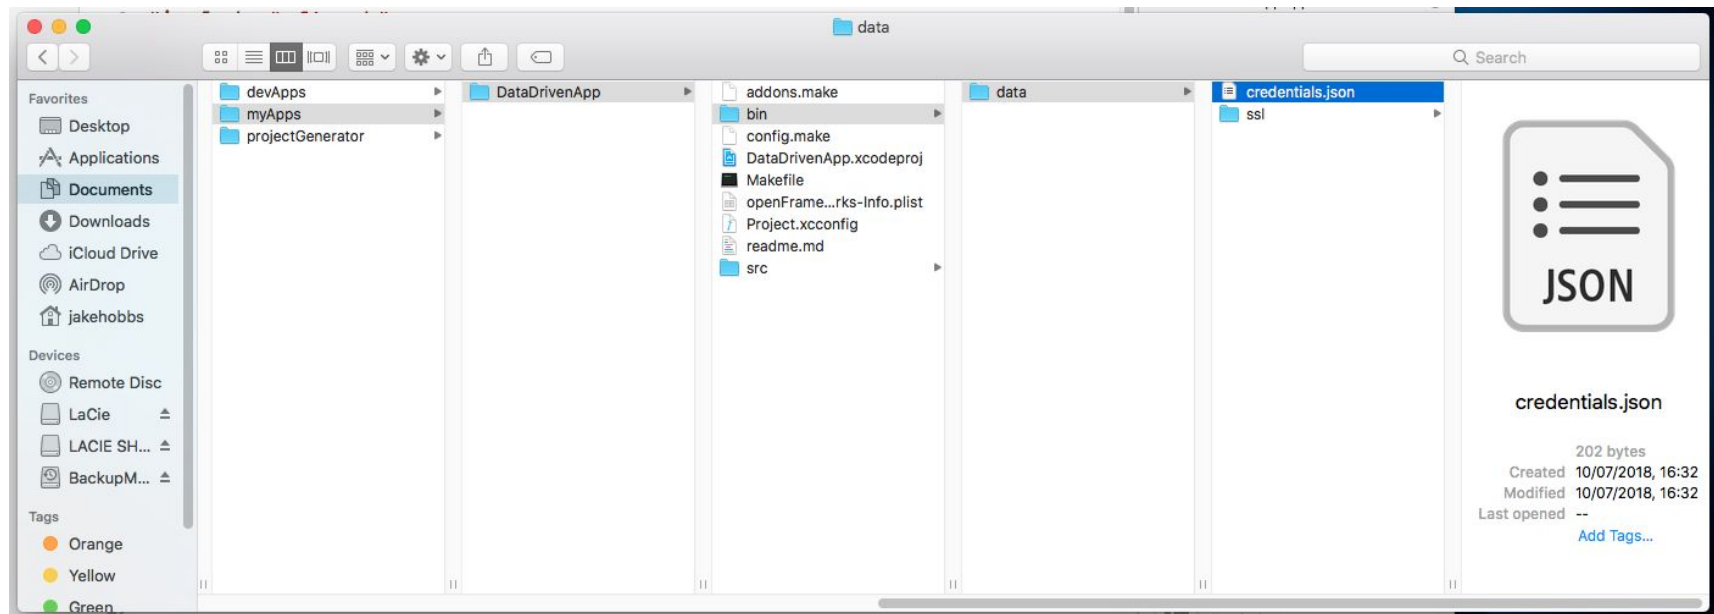 data
Search
Favorites
Desktop
Applications
Documents
Downloads
iCloud Drive
AirDrop
jakehobbs
Devices
Remote Disc
LaCie
LACIE SH...
BackupM...
Tags
Orange
Yellow
Green
devApps
myApps
projectGenerator
DataDrivenApp
addons.make
bin
config.make
DataDrivenApp.xcodeproj
Makefile
openFrame...rks-Info.plist
Project.xcconfig
readme.md
src
data
credentials.json
ssl
JSON
credentials.json
202 bytes
Created 10/07/2018, 16:32
Modified 10/07/2018, 16:32
Last opened --
Add Tags...